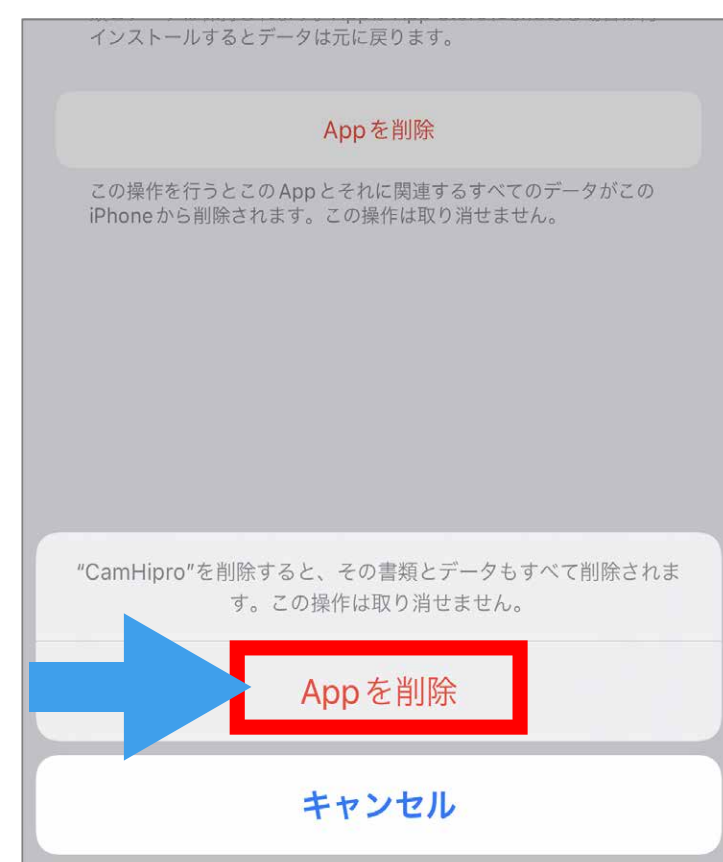 インストールするとデータは元に戻ります。
Appを削除
この操作を行うとこのAppとそれに関連するすべてのデータがこの
iPhoneから削除されます。この操作は取り消せません。
“CamHipro”を削除すると、その書類とデータもすべて削除されま
す。この操作は取り消せません。
Appを削除
キャンセル